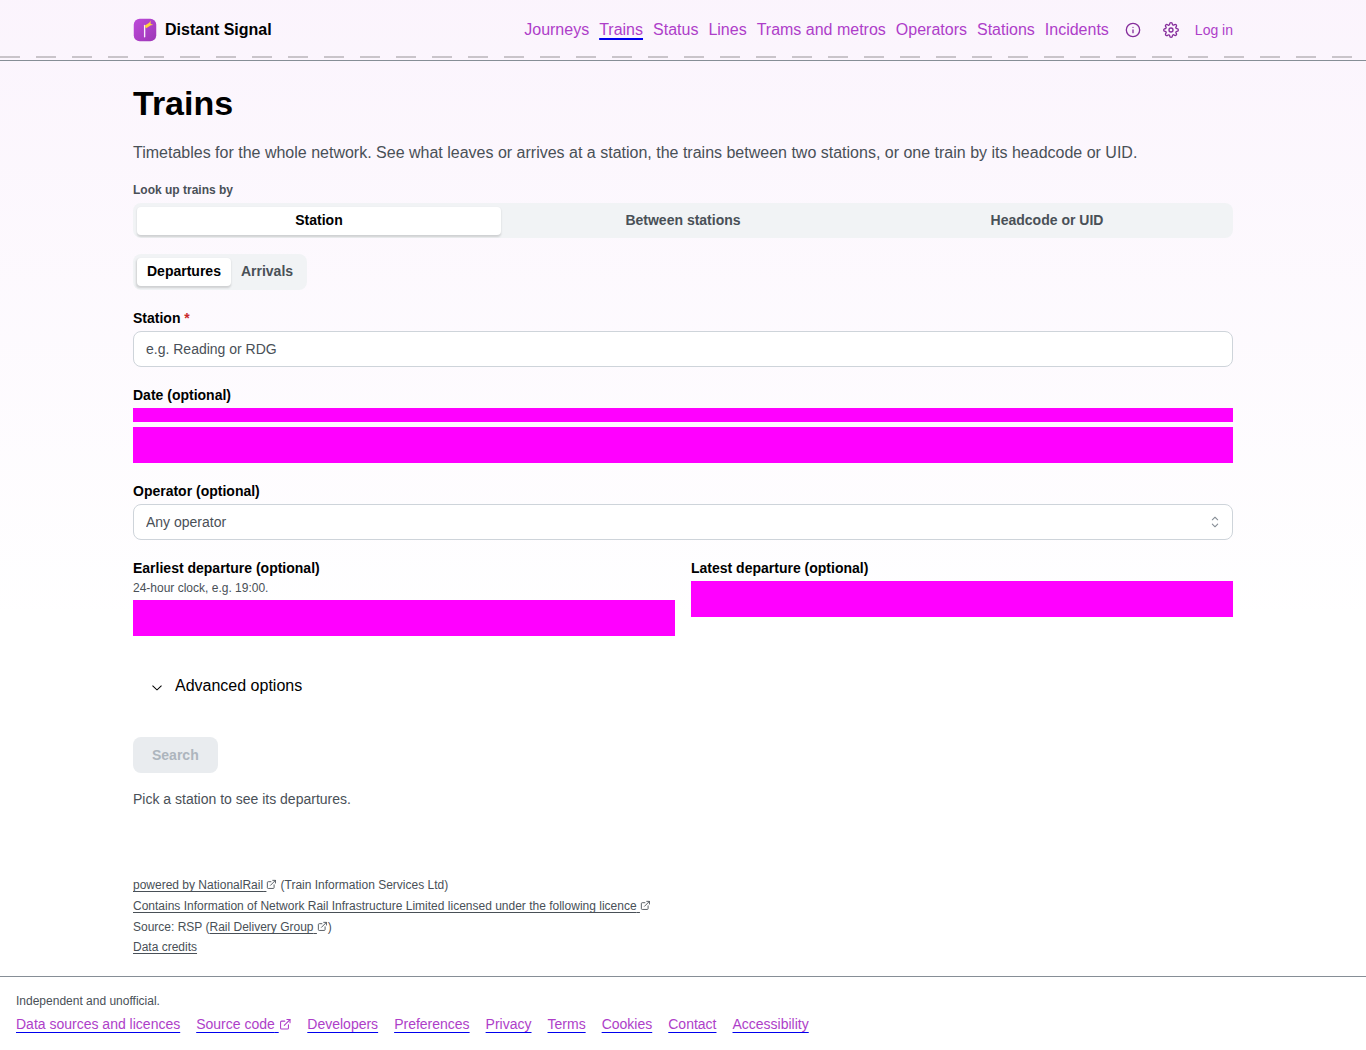 Distant Signal
Journeys Trains Status Lines Trams and metros Operators Stations Incidents Log in
Trains
Timetables for the whole network. See what leaves or arrives at a station, the trains between two stations, or one train by its headcode or UID.
Look up trains by
Station Between stations Headcode or UID
Departures Arrivals
Station *
e.g. Reading or RDG
Date (optional)
Operator (optional)
Any operator
Earliest departure (optional) Latest departure (optional)
24-hour clock, e.g. 19:00.
Advanced options
Search
Pick a station to see its departures.
powered by NationalRail (Train Information Services Ltd)
Contains Information of Network Rail Infrastructure Limited licensed under the following licence
Source: RSP (Rail Delivery Group)
Data credits
Independent and unofficial.
Data sources and licences Source code Developers Preferences Privacy Terms Cookies Contact Accessibility